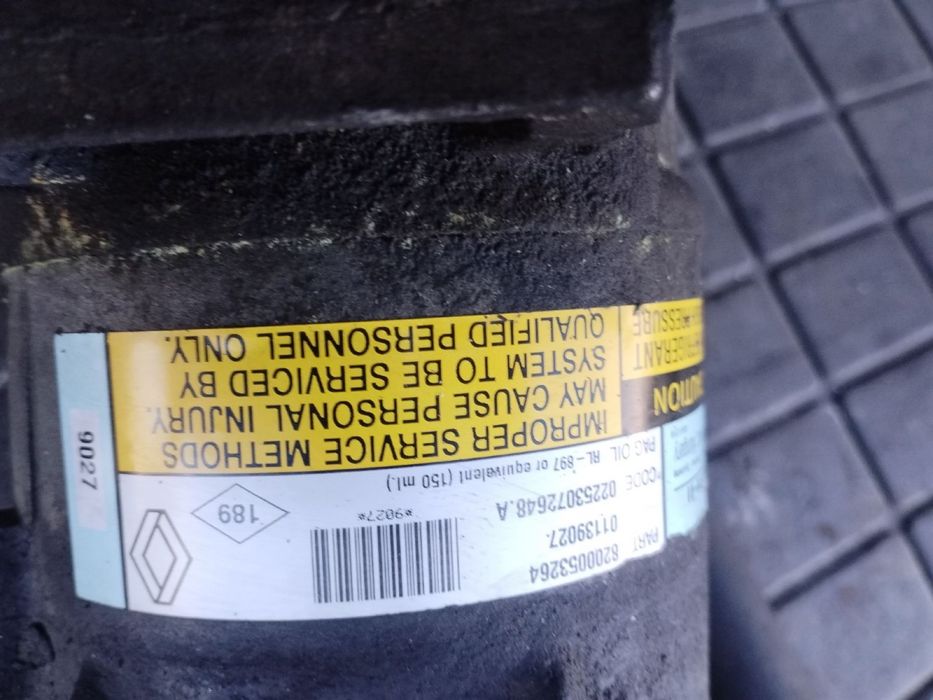 PART 8200053264
01139027.
*CODE 02253072648.A
PAG OIL RL-897 or equivalent (150 ml.)
*9027*
189
IMPROPER SERVICE METHODS
MAY CAUSE PERSONAL INJURY.
SYSTEM TO BE SERVICED BY
QUALIFIED PERSONNEL ONLY.
9027